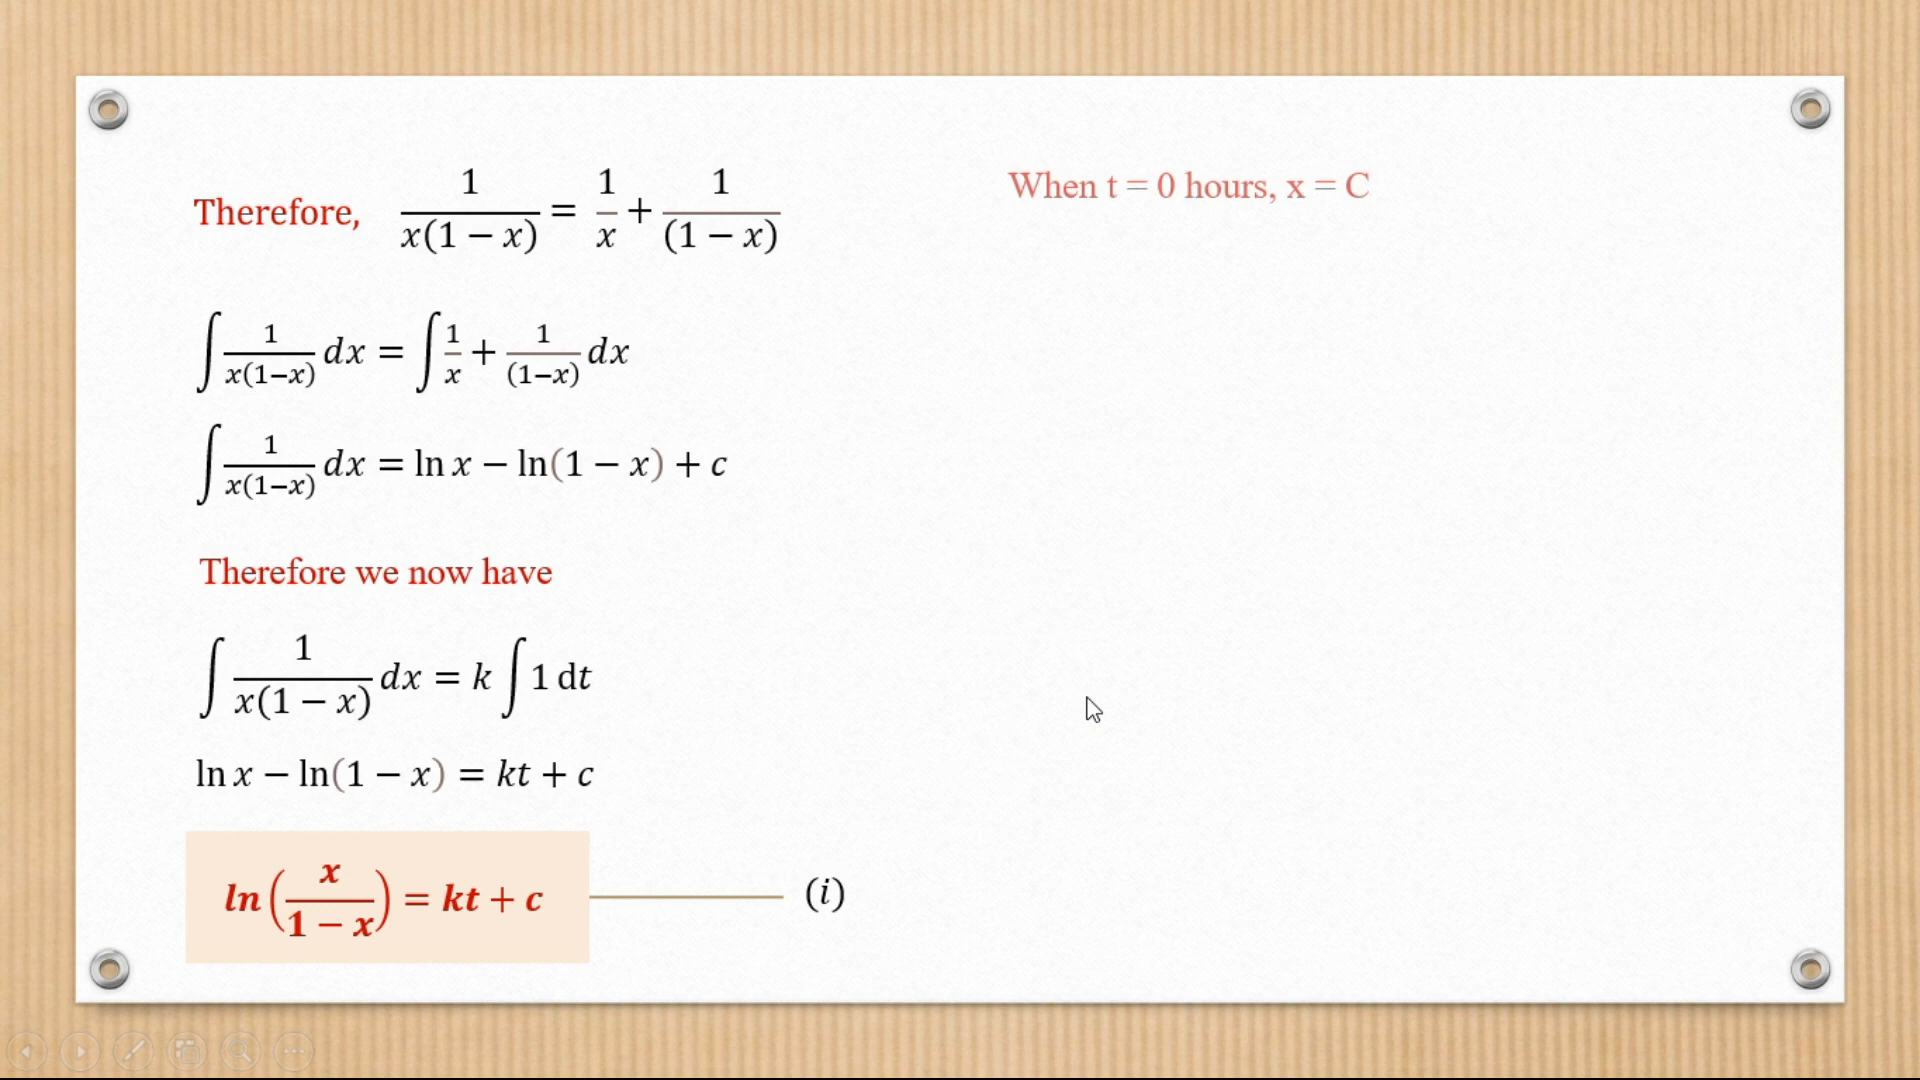 Therefore, 1/x(1 − x) = 1/x + 1/(1 − x)
∫ 1/x(1−x) dx = ∫ 1/x + 1/(1−x) dx
∫ 1/x(1−x) dx = ln x − ln(1 − x) + c
Therefore we now have
∫ 1/x(1 − x) dx = k ∫ 1 dt
ln x − ln(1 − x) = kt + c
ln(x/1 − x) = kt + c (i)
When t = 0 hours, x = C